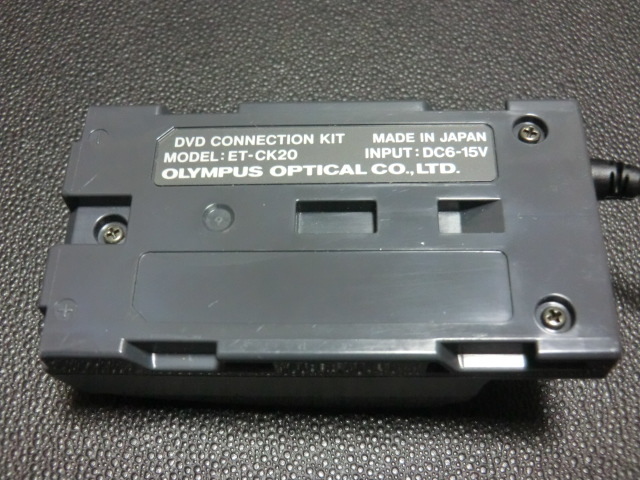 DVD CONNECTION KIT MADE IN JAPAN
MODEL:ET-CK20 INPUT:DC6-15V
OLYMPUS OPTICAL CO.,LTD.